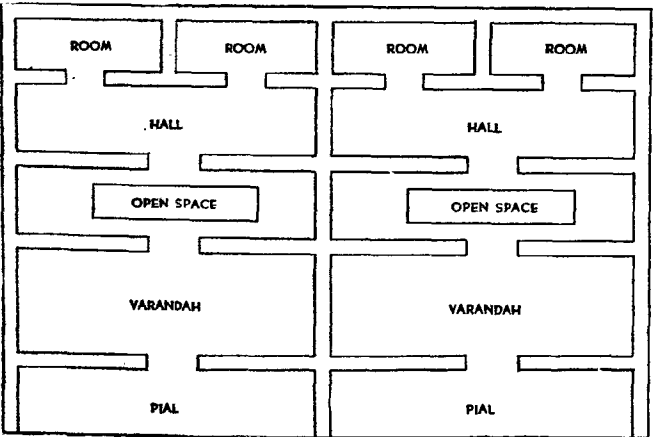 ROOM ROOM ROOM ROOM
HALL HALL
OPEN SPACE OPEN SPACE
VARANDAH VARANDAH
PIAL PIAL